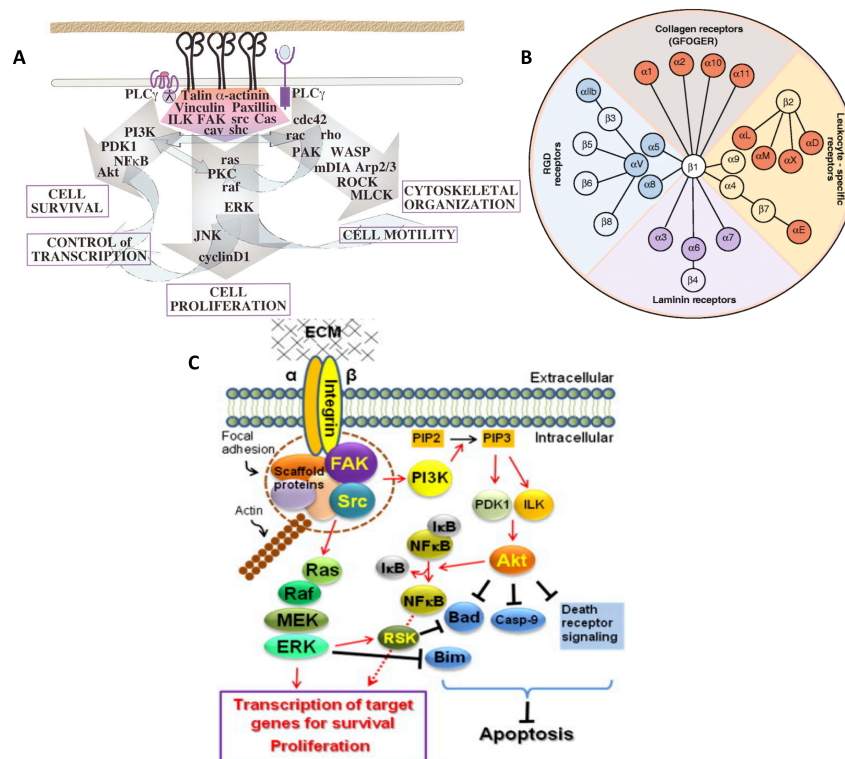 A
PLCγ
PLCγ
Talin α-actinin
Vinculin Paxillin
ILK FAK src Cas
cav shc
cdc42
rac rho
PI3K
PDK1
NFκB
Akt
PAK WASP
mDIA Arp2/3
ROCK
MLCK
ras
PKC
raf
ERK
JNK
cyclinD1
CELL
SURVIVAL
CONTROL of
TRANSCRIPTION
CELL
PROLIFERATION
CYTOSKELETAL
ORGANIZATION
CELL MOTILITY
B
Collagen receptors
(GFOGER)
α1
α2
α10
α11
RGD
receptors
αIIb
β3
β5
αV
α5
β6
α8
β8
β1
Leukocyte - specific
receptors
β2
αL
αM
αX
αD
α9
α4
β7
αE
α3
α6
α7
β4
Laminin receptors
C
ECM
α
β
Integrin
Extracellular
Intracellular
Focal
adhesion
Scaffold
proteins
FAK
Src
Actin
PI3K
PIP2
PIP3
PDK1
ILK
Akt
IκB
NFκB
IκB
NFκB
Ras
Raf
MEK
ERK
RSK
Bad
Bim
Casp-9
Death
receptor
signaling
Transcription of target
genes for survival
Proliferation
Apoptosis